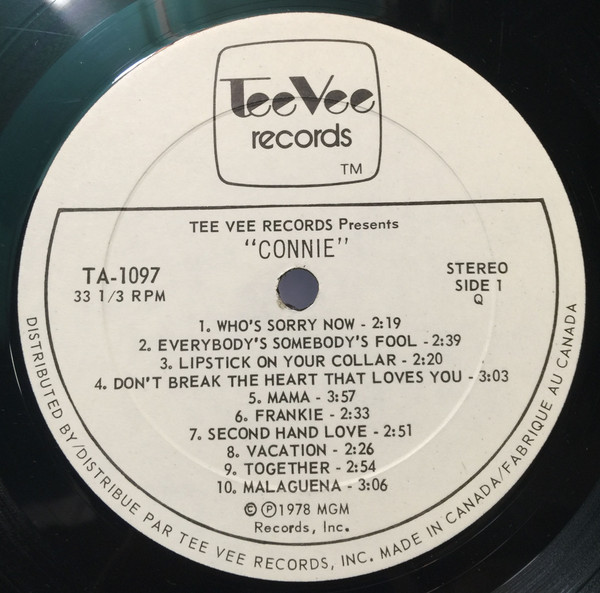 TeeVee
records
TM
TEE VEE RECORDS Presents
"CONNIE"
TA-1097
33 1/3 RPM
STEREO
SIDE 1
Q
1. WHO'S SORRY NOW - 2:19
2. EVERYBODY'S SOMEBODY'S FOOL - 2:39
3. LIPSTICK ON YOUR COLLAR - 2:20
4. DON'T BREAK THE HEART THAT LOVES YOU - 3:03
5. MAMA - 3:57
6. FRANKIE - 2:33
7. SECOND HAND LOVE - 2:51
8. VACATION - 2:26
9. TOGETHER - 2:54
10. MALAGUENA - 3:06
© ℗ 1978 MGM
Records, Inc.
DISTRIBUTED BY/DISTRIBUE PAR TEE VEE RECORDS, INC. MADE IN CANADA/FABRIQUE AU CANADA